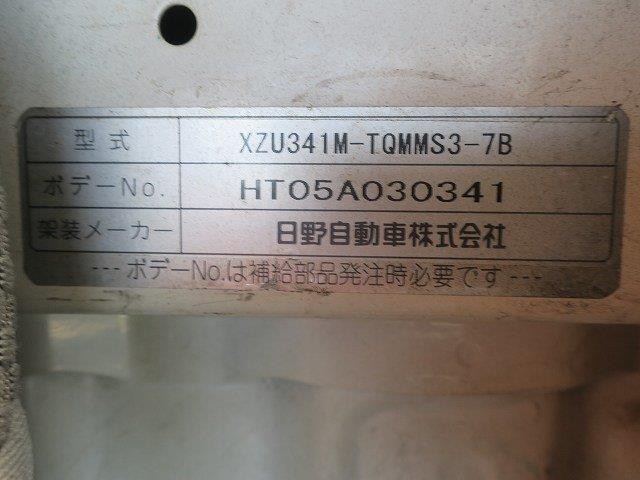 型式 XZU341M-TQMMS3-7B
ボデーNo. HT05A030341
架装メーカー 日野自動車株式会社
---ボデーNo.は補給部品発注時必要です---